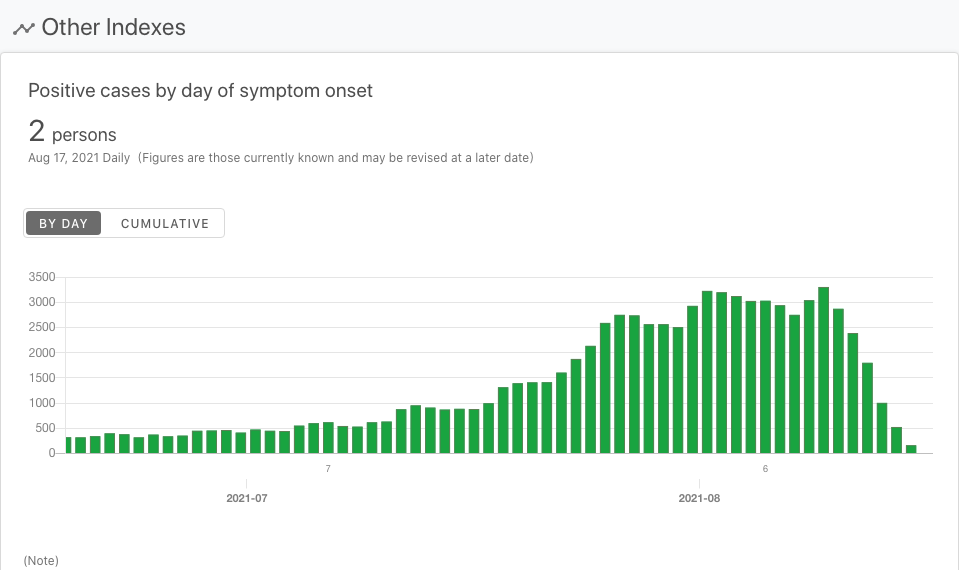 Other Indexes
Positive cases by day of symptom onset
2 persons
Aug 17, 2021 Daily (Figures are those currently known and may be revised at a later date)
BY DAY CUMULATIVE
3500
3000
2500
2000
1500
1000
500
0
7 6
2021-07 2021-08
(Note)